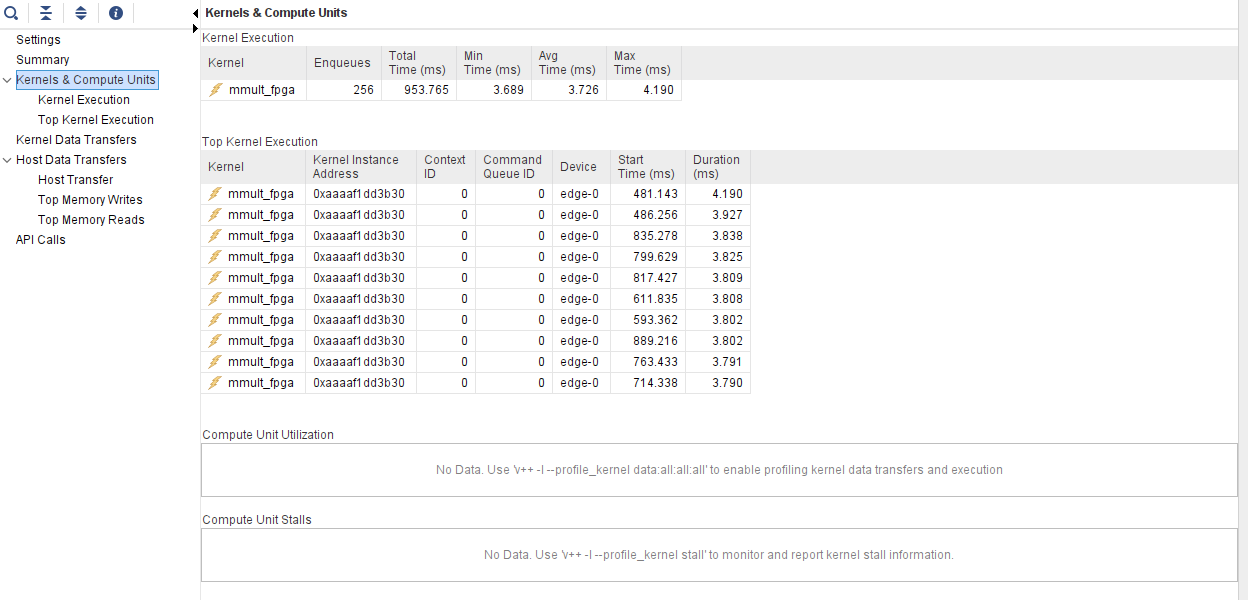 Kernels & Compute Units
Settings
Summary
Kernels & Compute Units
Kernel Execution
Top Kernel Execution
Kernel Data Transfers
Host Data Transfers
Host Transfer
Top Memory Writes
Top Memory Reads
API Calls
Kernel Execution
Kernel Enqueues Total Time (ms) Min Time (ms) Avg Time (ms) Max Time (ms)
mmult_fpga 256 953.765 3.689 3.726 4.190
Top Kernel Execution
Kernel Kernel Instance Address Context ID Command Queue ID Device Start Time (ms) Duration (ms)
mmult_fpga 0xaaaaf1dd3b30 0 0 edge-0 481.143 4.190
mmult_fpga 0xaaaaf1dd3b30 0 0 edge-0 486.256 3.927
mmult_fpga 0xaaaaf1dd3b30 0 0 edge-0 835.278 3.838
mmult_fpga 0xaaaaf1dd3b30 0 0 edge-0 799.629 3.825
mmult_fpga 0xaaaaf1dd3b30 0 0 edge-0 817.427 3.809
mmult_fpga 0xaaaaf1dd3b30 0 0 edge-0 611.835 3.808
mmult_fpga 0xaaaaf1dd3b30 0 0 edge-0 593.362 3.802
mmult_fpga 0xaaaaf1dd3b30 0 0 edge-0 889.216 3.802
mmult_fpga 0xaaaaf1dd3b30 0 0 edge-0 763.433 3.791
mmult_fpga 0xaaaaf1dd3b30 0 0 edge-0 714.338 3.790
Compute Unit Utilization
No Data. Use 'v++ -l --profile_kernel data:all:all:all' to enable profiling kernel data transfers and execution
Compute Unit Stalls
No Data. Use 'v++ -l --profile_kernel stall' to monitor and report kernel stall information.